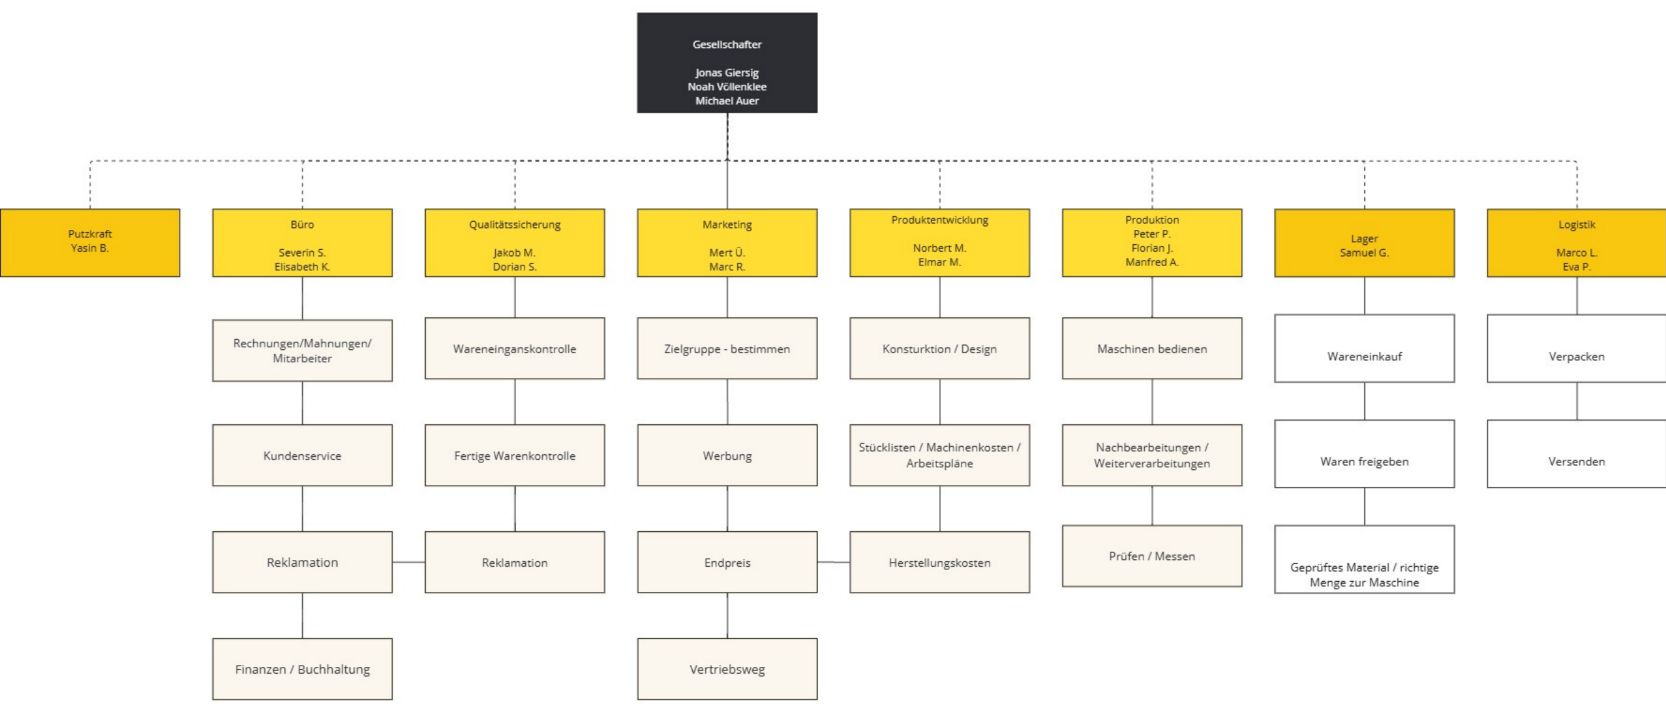 Gesellschafter
Jonas Giersig
Noah Völlenklee
Michael Auer
Putzkraft
Yasin B.
Büro
Severin S.
Elisabeth K.
Qualitätssicherung
Jakob M.
Dorian S.
Marketing
Mert Ü.
Marc R.
Produktentwicklung
Norbert M.
Elmar M.
Produktion
Peter P.
Florian J.
Manfred A.
Lager
Samuel G.
Logistik
Marco L.
Eva P.
Rechnungen/Mahnungen/
Mitarbeiter
Wareneinganskontrolle
Zielgruppe - bestimmen
Konsturktion / Design
Maschinen bedienen
Wareneinkauf
Verpacken
Kundenservice
Fertige Warenkontrolle
Werbung
Stücklisten / Machinenkosten /
Arbeitspläne
Nachbearbeitungen /
Weiterverarbeitungen
Waren freigeben
Versenden
Reklamation
Reklamation
Endpreis
Herstellungskosten
Prüfen / Messen
Geprüftes Material / richtige
Menge zur Maschine
Finanzen / Buchhaltung
Vertriebsweg